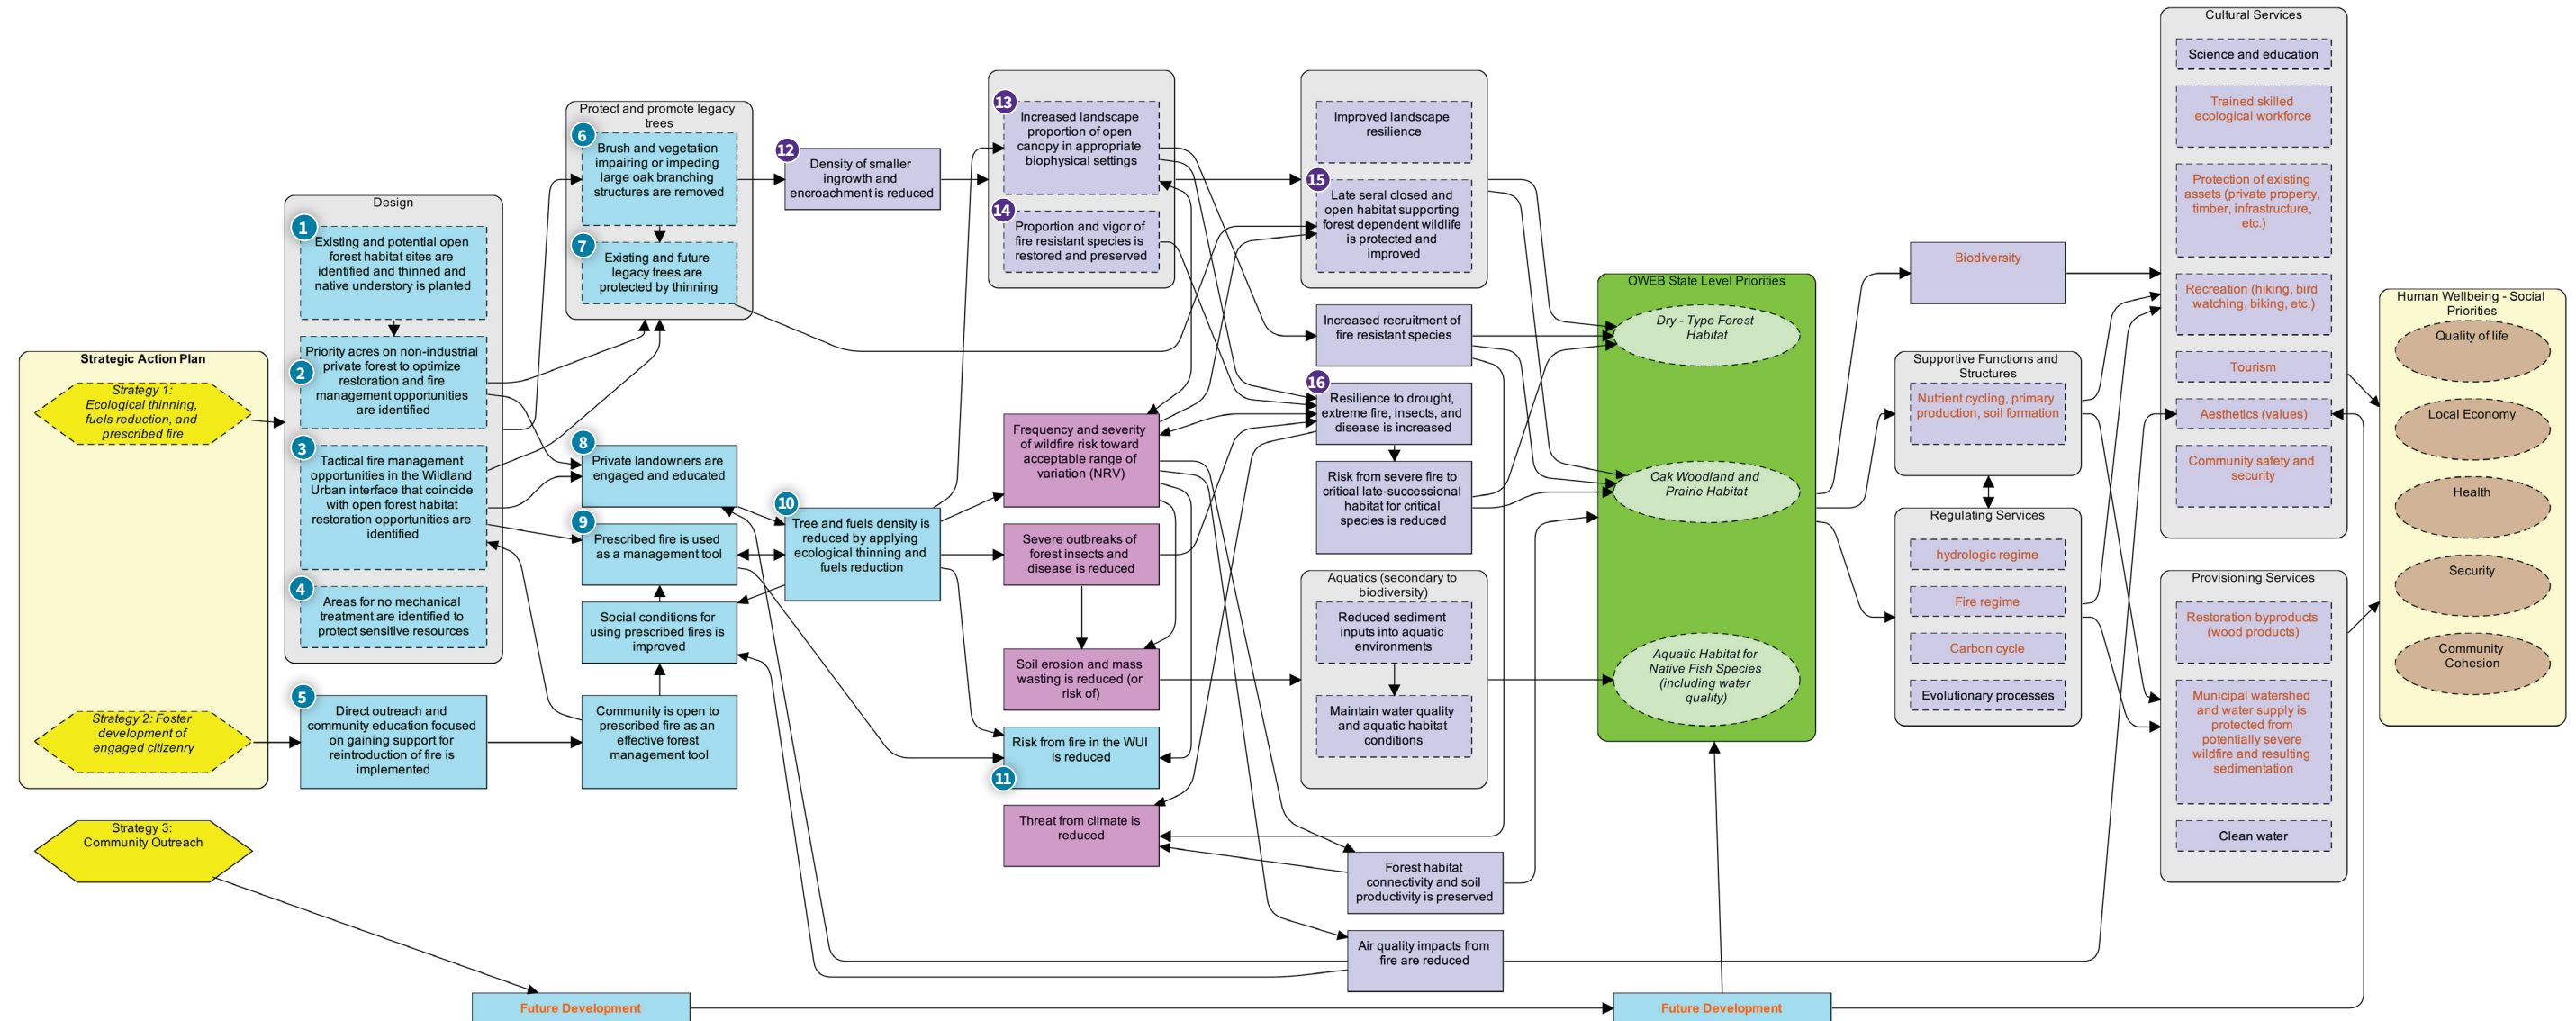 Strategic Action Plan
Strategy 1:
Ecological thinning,
fuels reduction, and
prescribed fire
Strategy 2: Foster
development of
engaged citizenry
Strategy 3:
Community Outreach
Design
1
Existing and potential open
forest habitat sites are
identified and thinned and
native understory is planted
2
Priority acres on non-industrial
private forest to optimize
restoration and fire
management opportunities
are identified
3
Tactical fire management
opportunities in the Wildland
Urban interface that coincide
with open forest habitat
restoration opportunities are
identified
4
Areas for no mechanical
treatment are identified to
protect sensitive resources
5
Direct outreach and
community education focused
on gaining support for
reintroduction of fire is
implemented
Protect and promote legacy
trees
6
Brush and vegetation
impairing or impeding
large oak branching
structures are removed
7
Existing and future
legacy trees are
protected by thinning
8
Private landowners are
engaged and educated
9
Prescribed fire is used
as a management tool
Social conditions for
using prescribed fires is
improved
Community is open to
prescribed fire as an
effective forest
management tool
Future Development
12
Density of smaller
ingrowth and
encroachment is reduced
10
Tree and fuels density is
reduced by applying
ecological thinning and
fuels reduction
13
Increased landscape
proportion of open
canopy in appropriate
biophysical settings
14
Proportion and vigor of
fire resistant species is
restored and preserved
Frequency and severity
of wildfire risk toward
acceptable range of
variation (NRV)
Severe outbreaks of
forest insects and
disease is reduced
Soil erosion and mass
wasting is reduced (or
risk of)
Risk from fire in the WUI
is reduced
11
Threat from climate is
reduced
Improved landscape
resilience
15
Late seral closed and
open habitat supporting
forest dependent wildlife
is protected and
improved
Increased recruitment of
fire resistant species
16
Resilience to drought,
extreme fire, insects, and
disease is increased
Risk from severe fire to
critical late-successional
habitat for critical
species is reduced
Aquatics (secondary to
biodiversity)
Reduced sediment
inputs into aquatic
environments
Maintain water quality
and aquatic habitat
conditions
Forest habitat
connectivity and soil
productivity is preserved
Air quality impacts from
fire are reduced
OWEB State Level Priorities
Dry - Type Forest
Habitat
Oak Woodland and
Prairie Habitat
Aquatic Habitat for
Native Fish Species
(including water
quality)
Future Development
Biodiversity
Supportive Functions and
Structures
Nutrient cycling, primary
production, soil formation
Regulating Services
hydrologic regime
Fire regime
Carbon cycle
Evolutionary processes
Cultural Services
Science and education
Trained skilled
ecological workforce
Protection of existing
assets (private property,
timber, infrastructure,
etc.)
Recreation (hiking, bird
watching, biking, etc.)
Tourism
Aesthetics (values)
Community safety and
security
Provisioning Services
Restoration byproducts
(wood products)
Municipal watershed
and water supply is
protected from
potentially severe
wildfire and resulting
sedimentation
Clean water
Human Wellbeing - Social
Priorities
Quality of life
Local Economy
Health
Security
Community
Cohesion